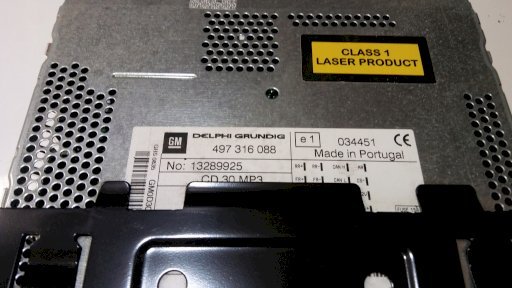 CLASS 1
LASER PRODUCT
GM
DELPHI GRUNDIG
497 316 088
e1
034451
CE
Made in Portugal
No: 13289925
CD 30 MP3